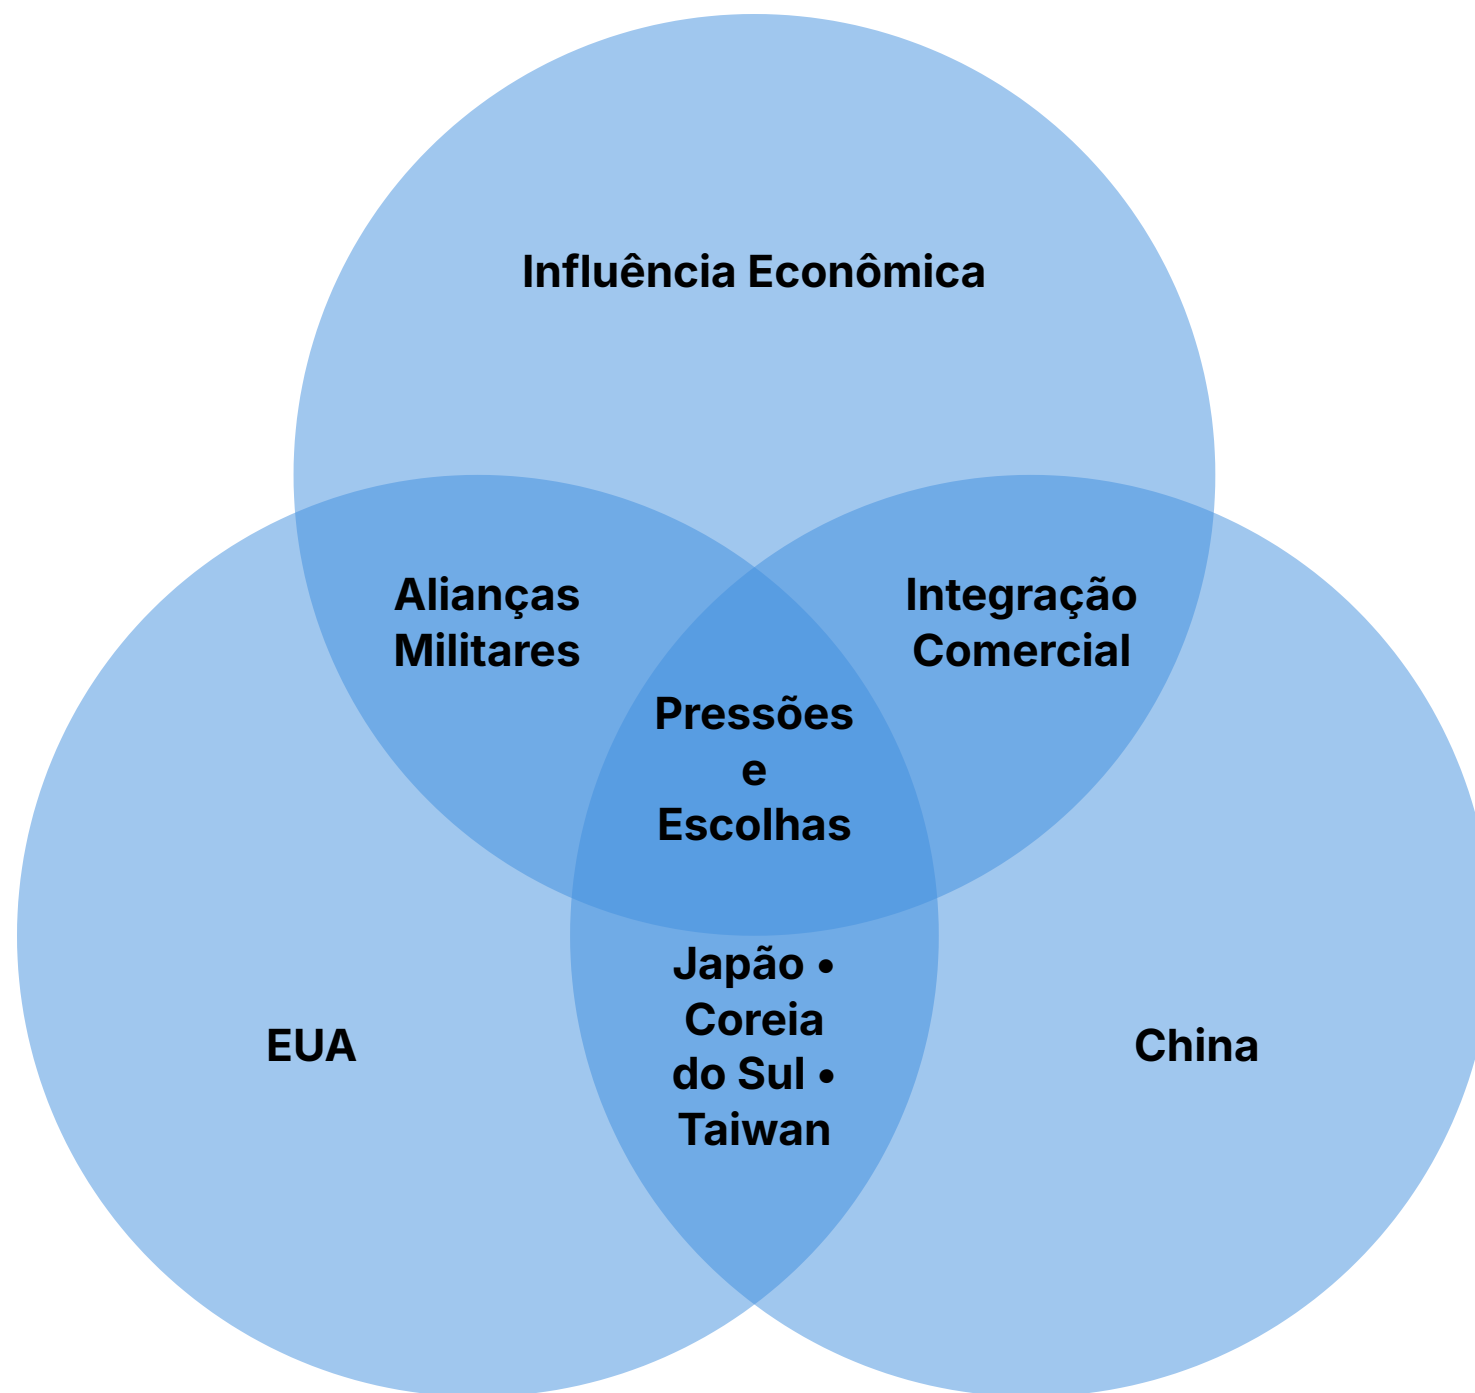 Influência Econômica
Alianças
Militares
Integração
Comercial
Pressões
e
Escolhas
Japão •
Coreia
do Sul •
Taiwan
EUA
China